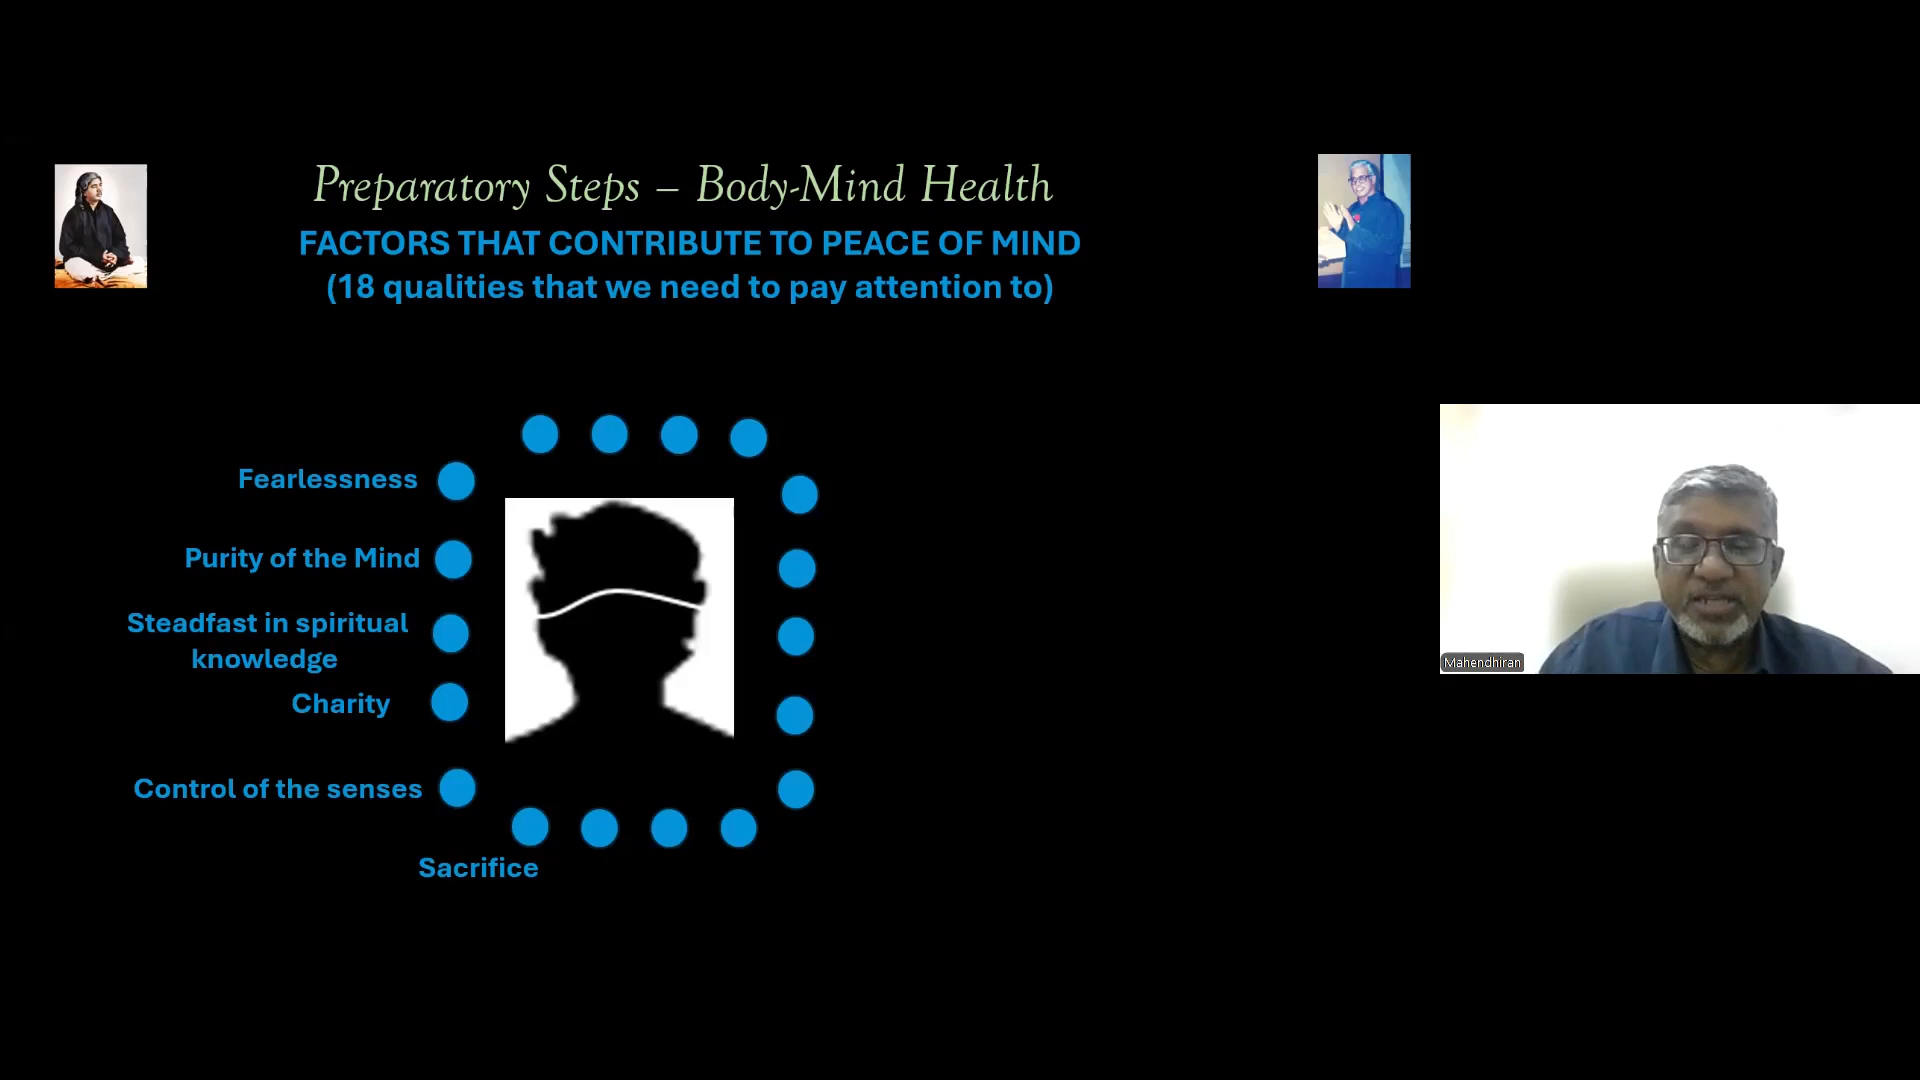 Preparatory Steps – Body-Mind Health
FACTORS THAT CONTRIBUTE TO PEACE OF MIND
(18 qualities that we need to pay attention to)
Fearlessness
Purity of the Mind
Steadfast in spiritual
knowledge
Charity
Control of the senses
Sacrifice
Mahendhiran